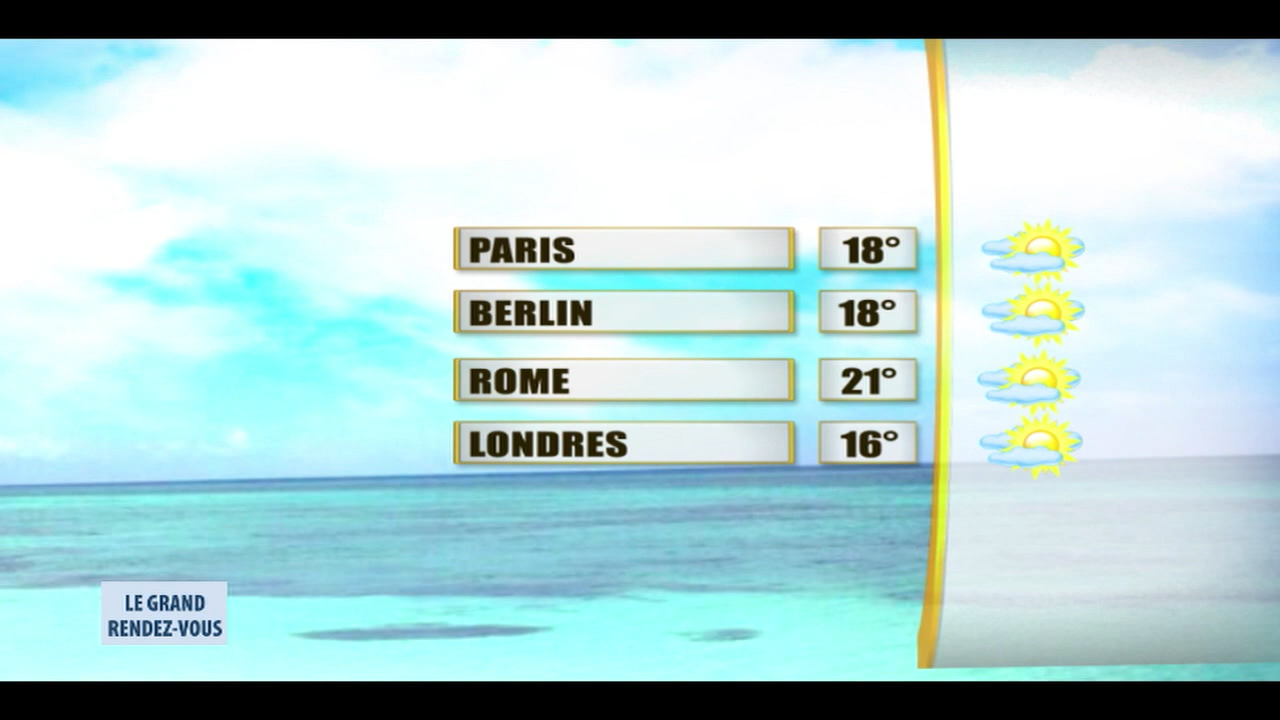 PARIS 18°
BERLIN 18°
ROME 21°
LONDRES 16°
LE GRAND
RENDEZ-VOUS